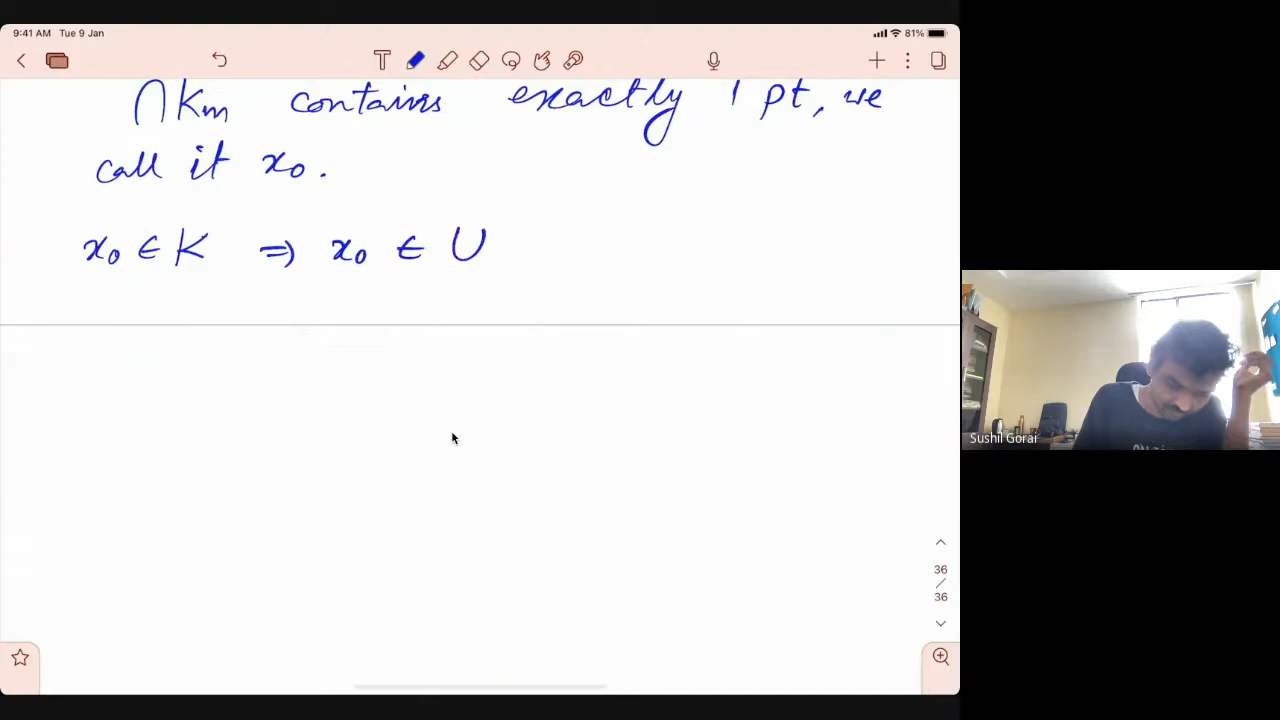 9:41 AM Tue 9 Jan
81%
T
∩Km contains exactly 1 pt, we
call it x₀.
x₀ ∈ K ⇒ x₀ ∈ U
36
36
Sushil Gorai